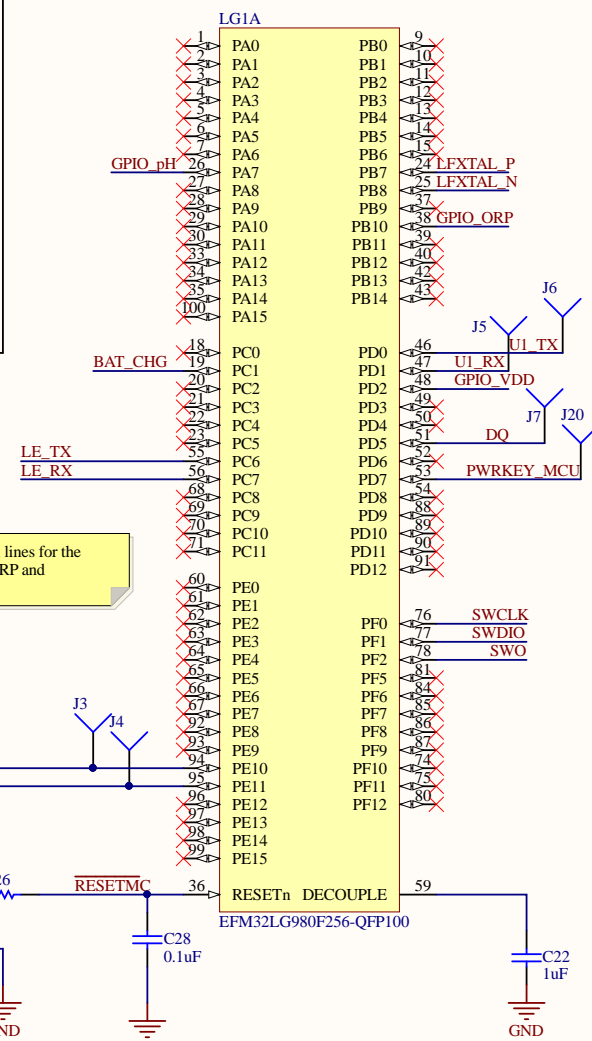 LG1A
1 PA0 PB0 9
2 PA1 PB1 10
3 PA2 PB2 11
4 PA3 PB3 12
5 PA4 PB4 13
6 PA5 PB5 14
7 PA6 PB6 15
GPIO_pH 26 PA7 PB7 24 LFXTAL_P
27 PA8 PB8 25 LFXTAL_N
28 PA9 PB9 37
29 PA10 PB10 38 GPIO_ORP
30 PA11 PB11 39
33 PA12 PB12 40
34 PA13 PB13 42
35 PA14 PB14 43
100 PA15
J6
J5
18 PC0 PD0 46 U1_TX
BAT_CHG 19 PC1 PD1 47 U1_RX
20 PC2 PD2 48 GPIO_VDD
21 PC3 PD3 49
22 PC4 PD4 50
J7 J20
23 PC5 PD5 51 DQ
LE_TX 55 PC6 PD6 52
LE_RX 56 PC7 PD7 53 PWRKEY_MCU
68 PC8 PD8 54
69 PC9 PD9 88
70 PC10 PD10 89
71 PC11 PD11 90
PD12 91
lines for the
RP and
60 PE0
61 PE1
62 PE2 PF0 76 SWCLK
63 PE3 PF1 77 SWDIO
64 PE4 PF2 78 SWO
65 PE5 PF5 81
66 PE6 PF6 84
67 PE7 PF7 85
J3
J4
92 PE8 PF8 86
93 PE9 PF9 87
94 PE10 PF10 74
95 PE11 PF11 75
96 PE12 PF12 80
97 PE13
98 PE14
99 PE15
RESETMC 36 RESETn DECOUPLE 59
EFM32LG980F256-QFP100
C28
0.1uF
C22
1uF
GND